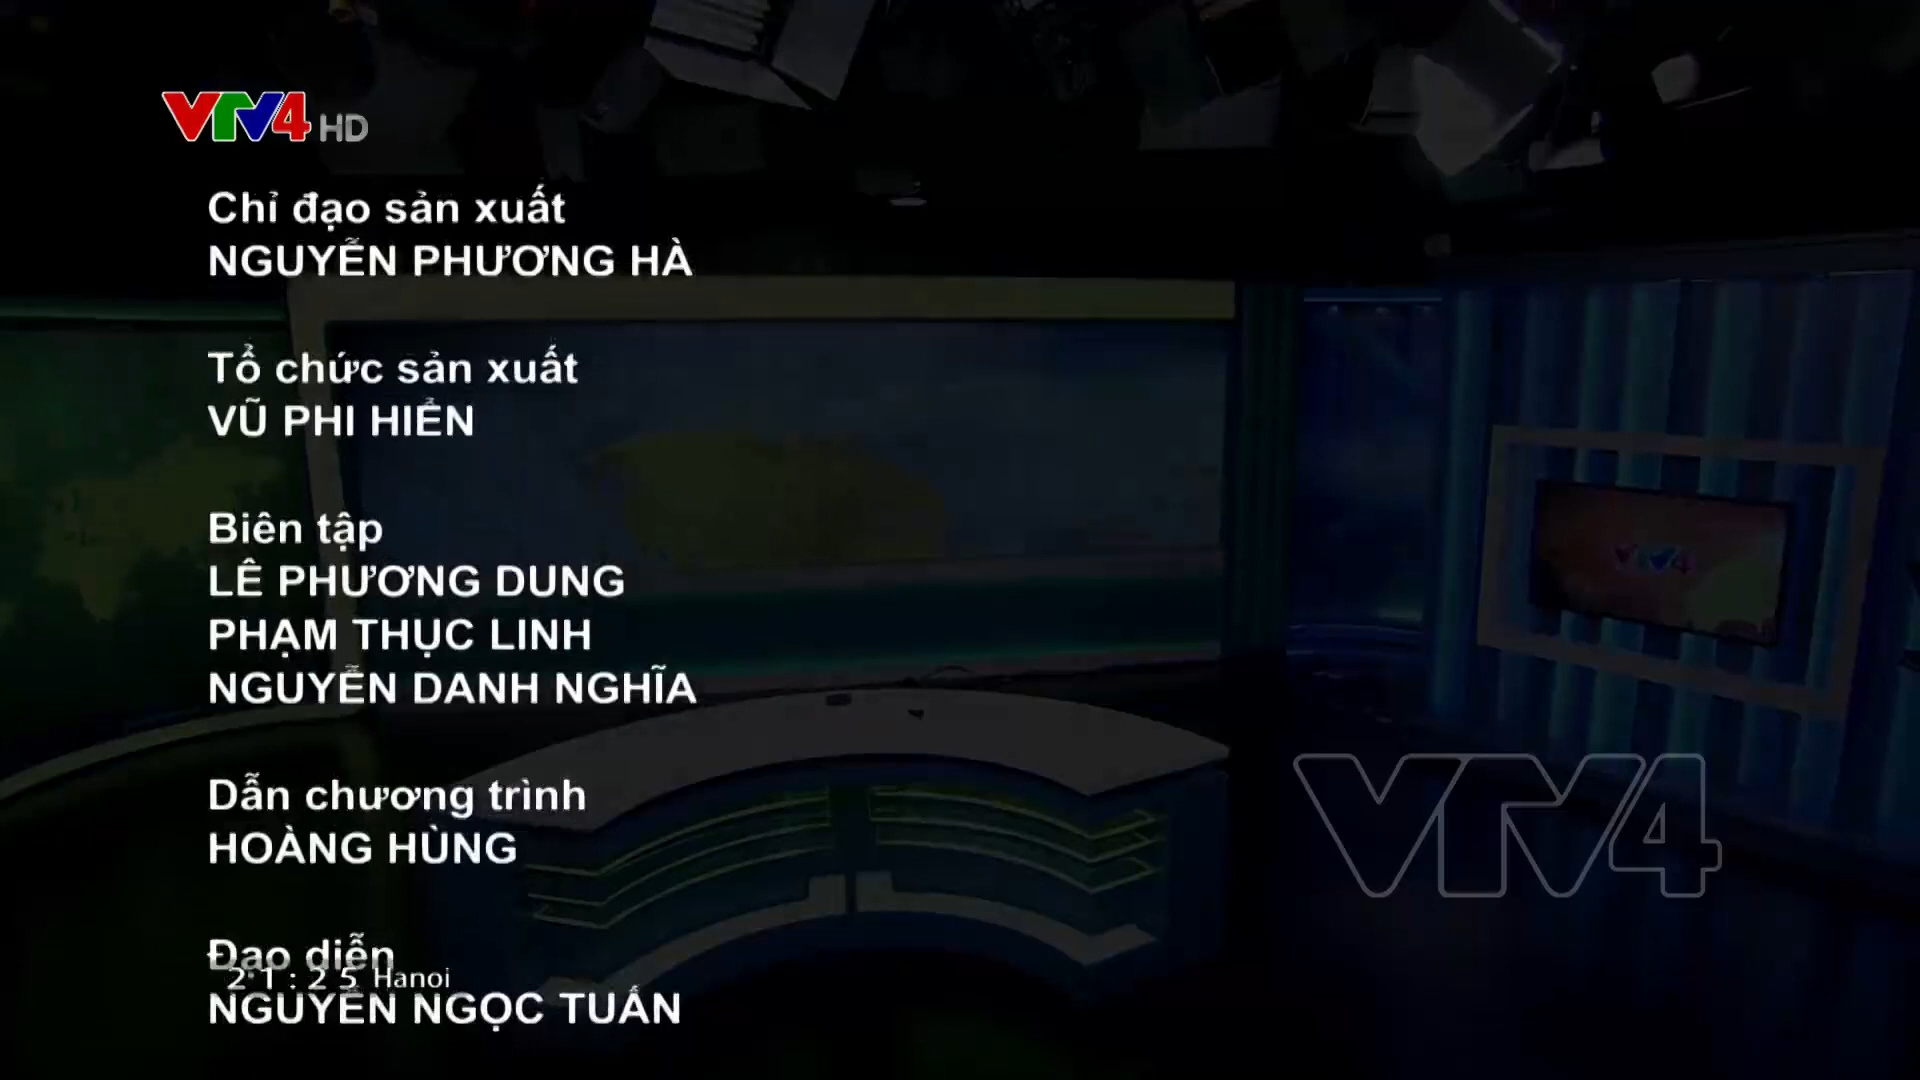 VTV4 HD
Chỉ đạo sản xuất
NGUYỄN PHƯƠNG HÀ
Tổ chức sản xuất
VŨ PHI HIỂN
Biên tập
LÊ PHƯƠNG DUNG
PHẠM THỤC LINH
NGUYỄN DANH NGHĨA
VTV4
Dẫn chương trình
HOÀNG HÙNG
VTV4
Đạo diễn
21:25 Hanoi
NGUYỄN NGỌC TUẤN